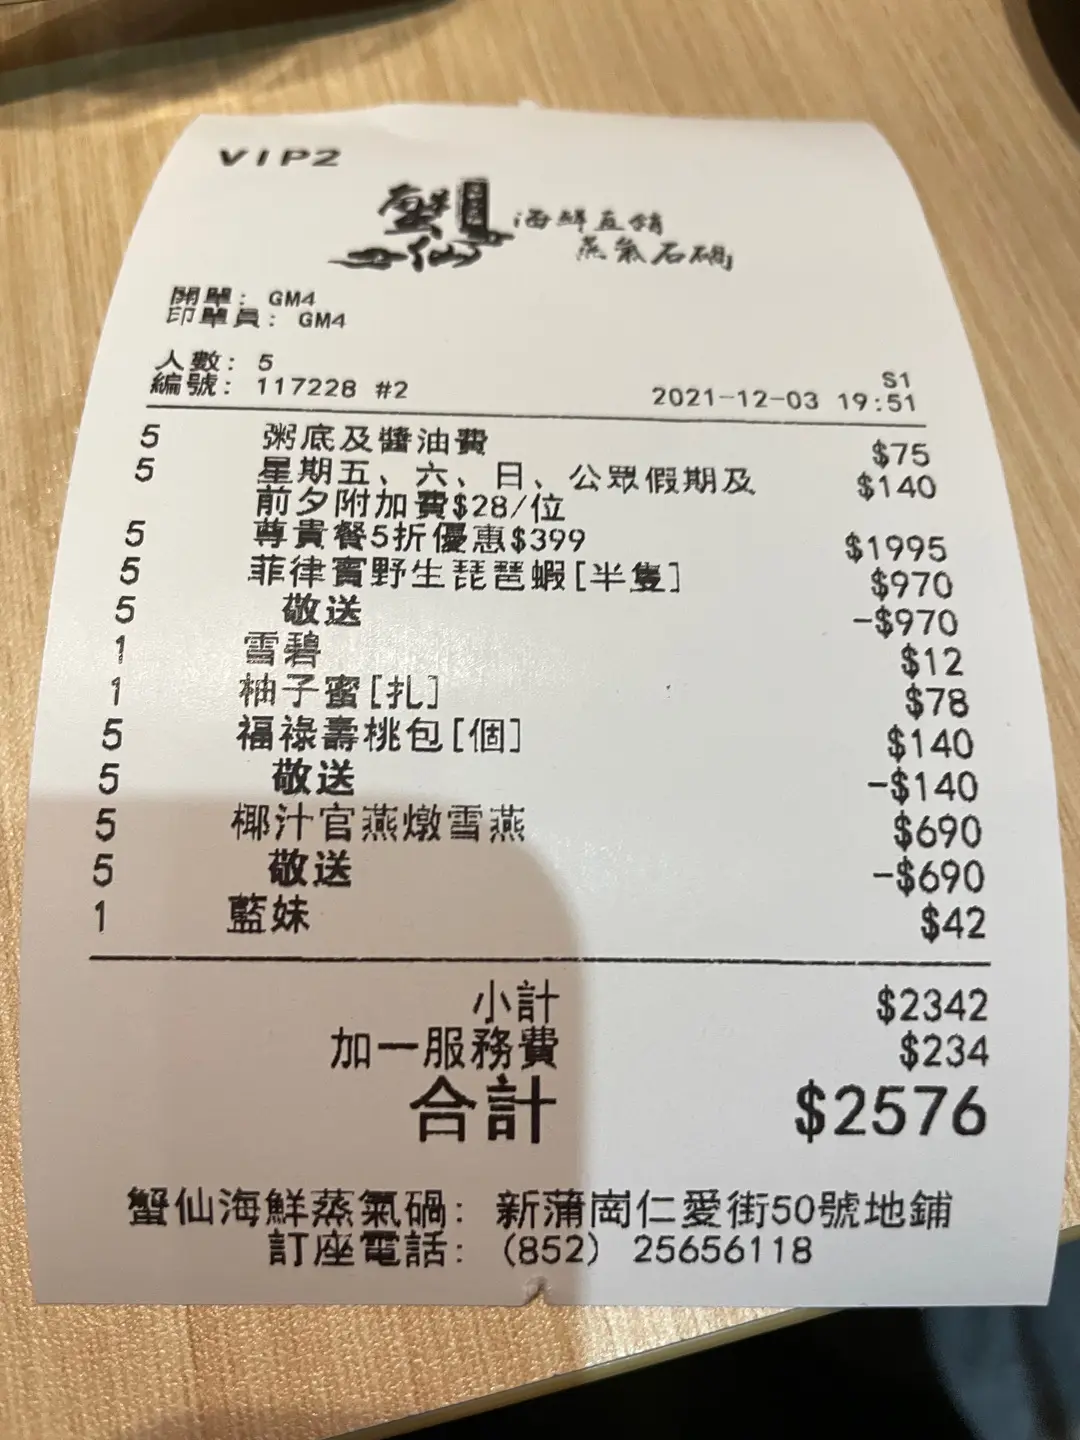 VIP2
蟹仙 海鮮直銷
蒸氣石鍋
開單: GM4
印單員: GM4
人數: 5
S1
編號: 117228 #2 2021-12-03 19:51
5 粥底及醬油費 $75
5 星期五、六、日、公眾假期及 $140
前夕附加費$28/位
5 尊貴餐5折優惠$399 $1995
5 菲律賓野生琵琶蝦[半隻] $970
5 敬送 -$970
1 雪碧 $12
1 柚子蜜[扎] $78
5 福祿壽桃包[個] $140
5 敬送 -$140
5 椰汁官燕燉雪燕 $690
5 敬送 -$690
1 藍妹 $42
小計 $2342
加一服務費 $234
合計 $2576
蟹仙海鮮蒸氣鍋: 新蒲崗仁愛街50號地鋪
訂座電話: (852) 25656118